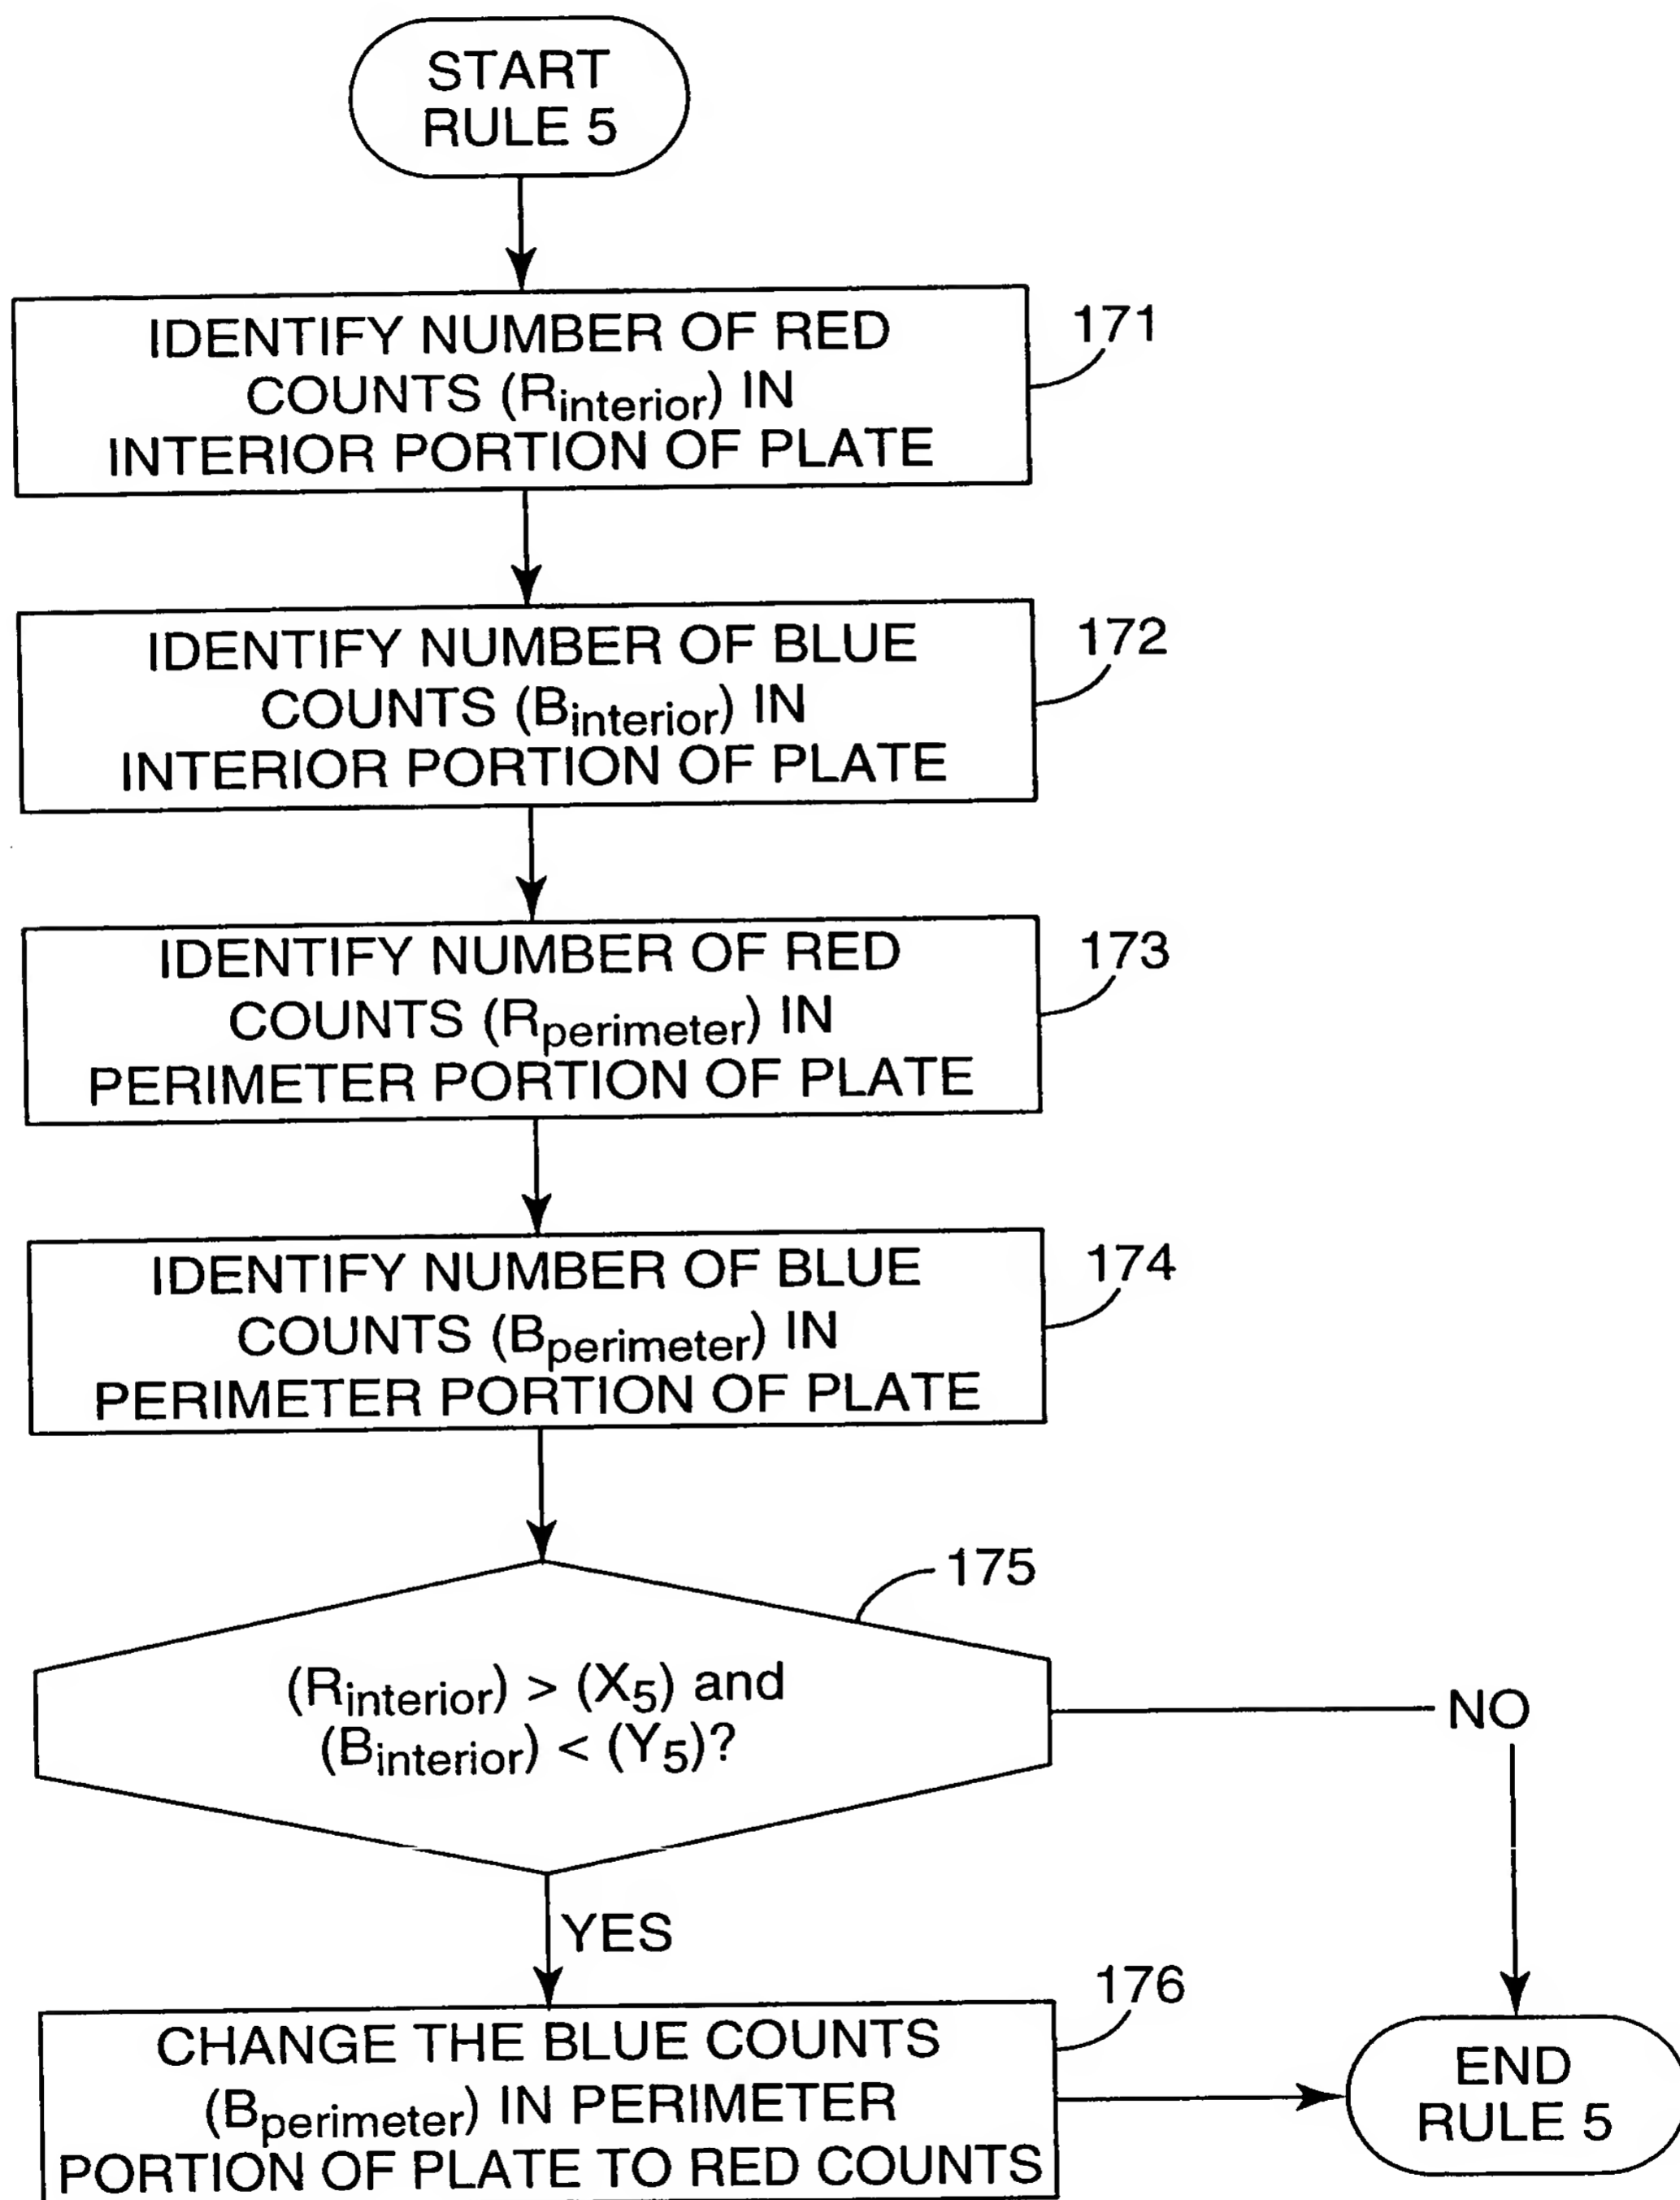 START
RULE 5
IDENTIFY NUMBER OF RED
COUNTS (Rinterior) IN
INTERIOR PORTION OF PLATE
171
IDENTIFY NUMBER OF BLUE
COUNTS (Binterior) IN
INTERIOR PORTION OF PLATE
172
IDENTIFY NUMBER OF RED
COUNTS (Rperimeter) IN
PERIMETER PORTION OF PLATE
173
IDENTIFY NUMBER OF BLUE
COUNTS (Bperimeter) IN
PERIMETER PORTION OF PLATE
174
175
(Rinterior) > (X5) and
(Binterior) < (Y5)?
NO
YES
176
CHANGE THE BLUE COUNTS
(Bperimeter) IN PERIMETER
PORTION OF PLATE TO RED COUNTS
END
RULE 5